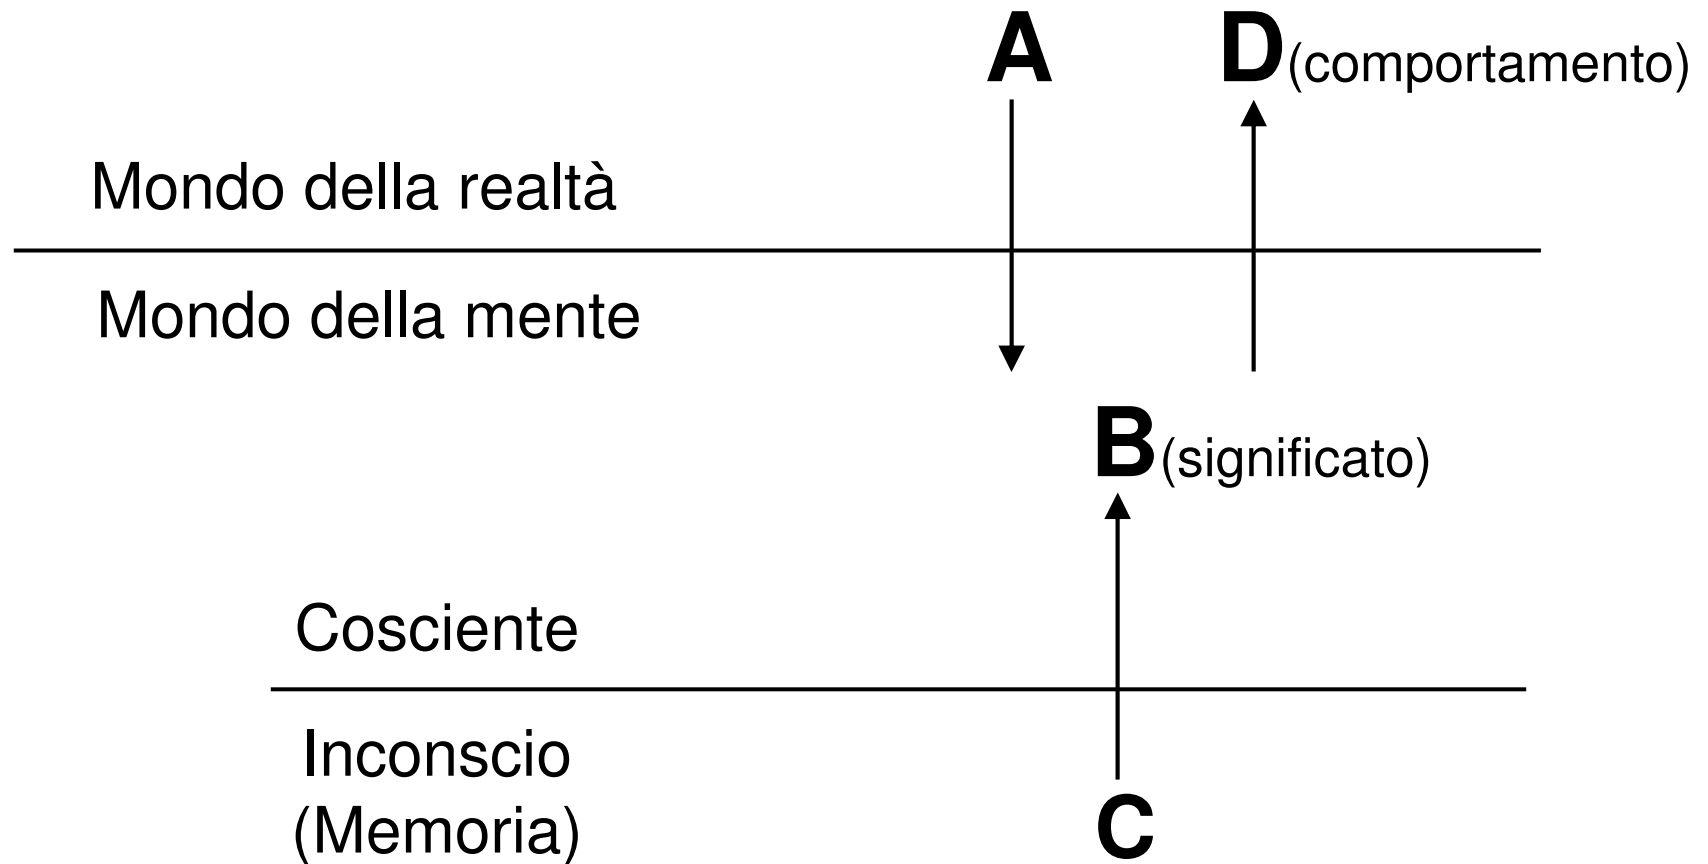 A D(comportamento)
Mondo della realtà
Mondo della mente
B(significato)
Cosciente
Inconscio
(Memoria) C